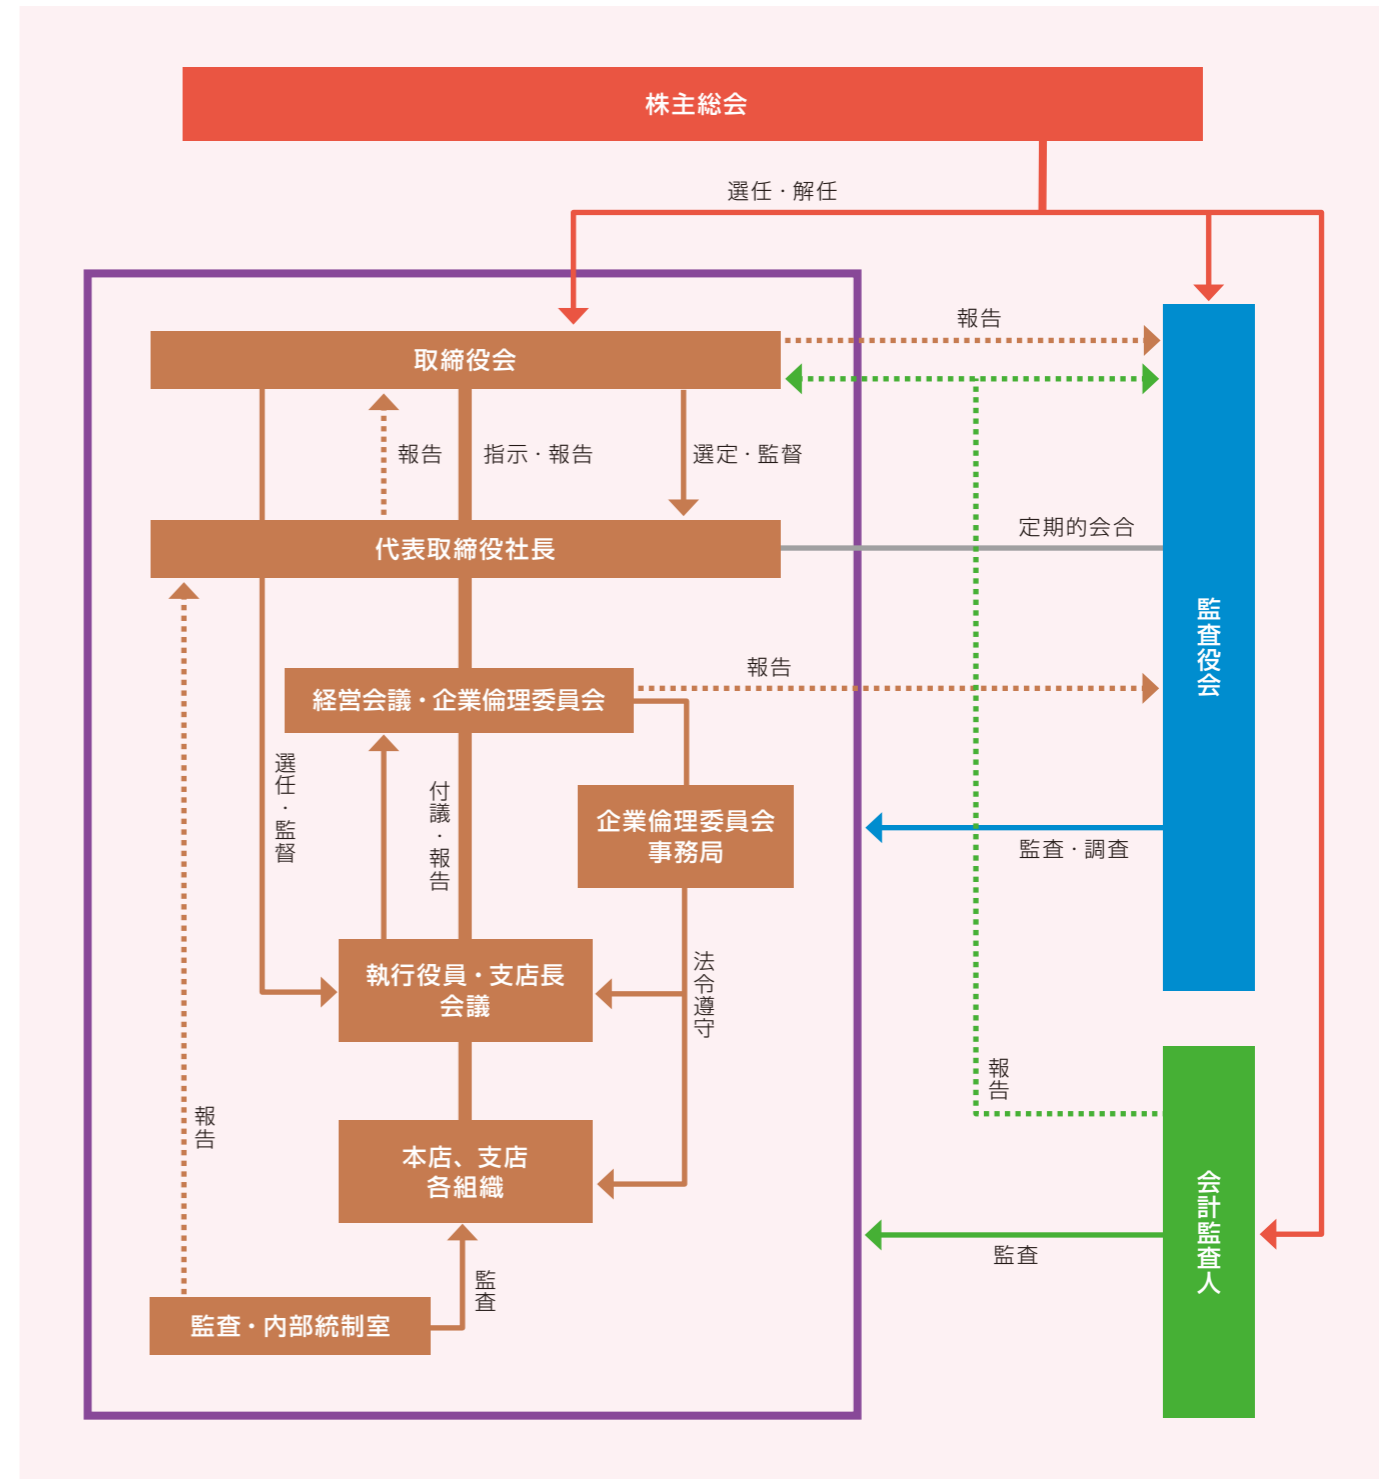 株主総会
選任・解任
報告
取締役会
報告
指示・報告
選定・監督
定期的会合
代表取締役社長
監査役会
報告
経営会議・企業倫理委員会
選任・監督
付議・報告
企業倫理委員会
事務局
監査・調査
法令遵守
執行役員・支店長
会議
報告
報告
本店、支店
各組織
会計監査人
監査
監査
監査・内部統制室